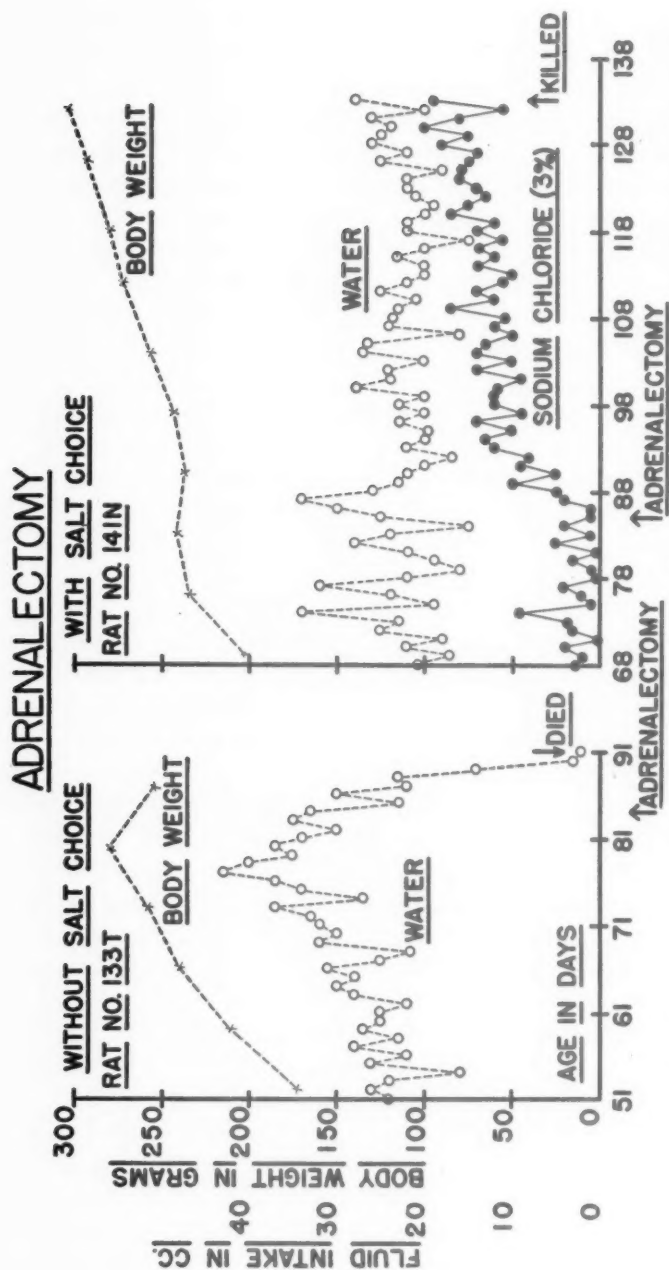 ADRENALECTOMY
WITHOUT SALT CHOICE
RAT NO. 133T
WITH SALT CHOICE
RAT NO. 141N
BODY WEIGHT
BODY WEIGHT
WATER
WATER
SODIUM CHLORIDE (3%)
FLUID INTAKE IN CC.
BODY WEIGHT IN GRAMS
300
250
40 200
30 150
20 100
10 50
0 0
AGE IN DAYS
↓DIED
↑KILLED
51 61 71 81 91 68 78 88 98 108 118 128 138
↑ADRENALECTOMY
↑ADRENALECTOMY